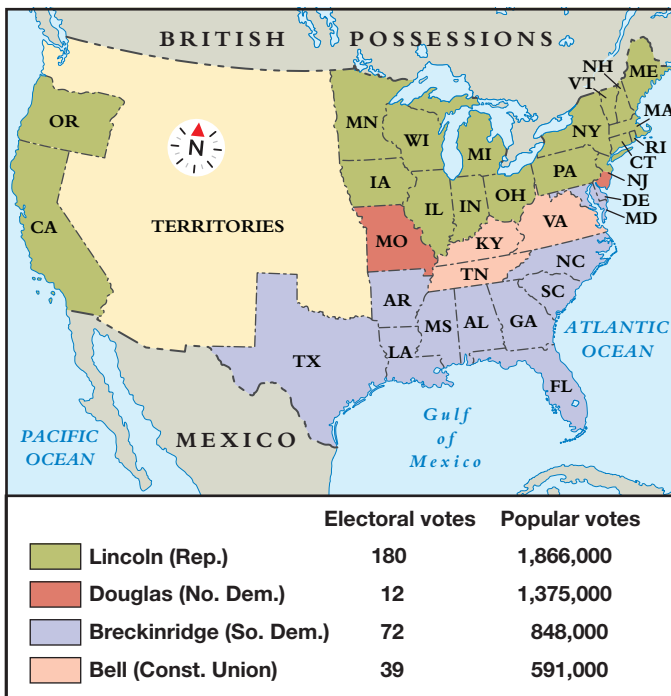 BRITISH POSSESSIONS
NH
ME
VT
OR
MN
WI
NY
MA
MI
RI
CT
PA
NJ
IA
OH
DE
IL
IN
MD
CA
TERRITORIES
N
MO
KY
VA
TN
NC
AR
SC
MS
AL
GA
ATLANTIC
OCEAN
TX
LA
FL
Gulf
of
Mexico
PACIFIC
OCEAN
MEXICO
Electoral votes Popular votes
Lincoln (Rep.) 180 1,866,000
Douglas (No. Dem.) 12 1,375,000
Breckinridge (So. Dem.) 72 848,000
Bell (Const. Union) 39 591,000